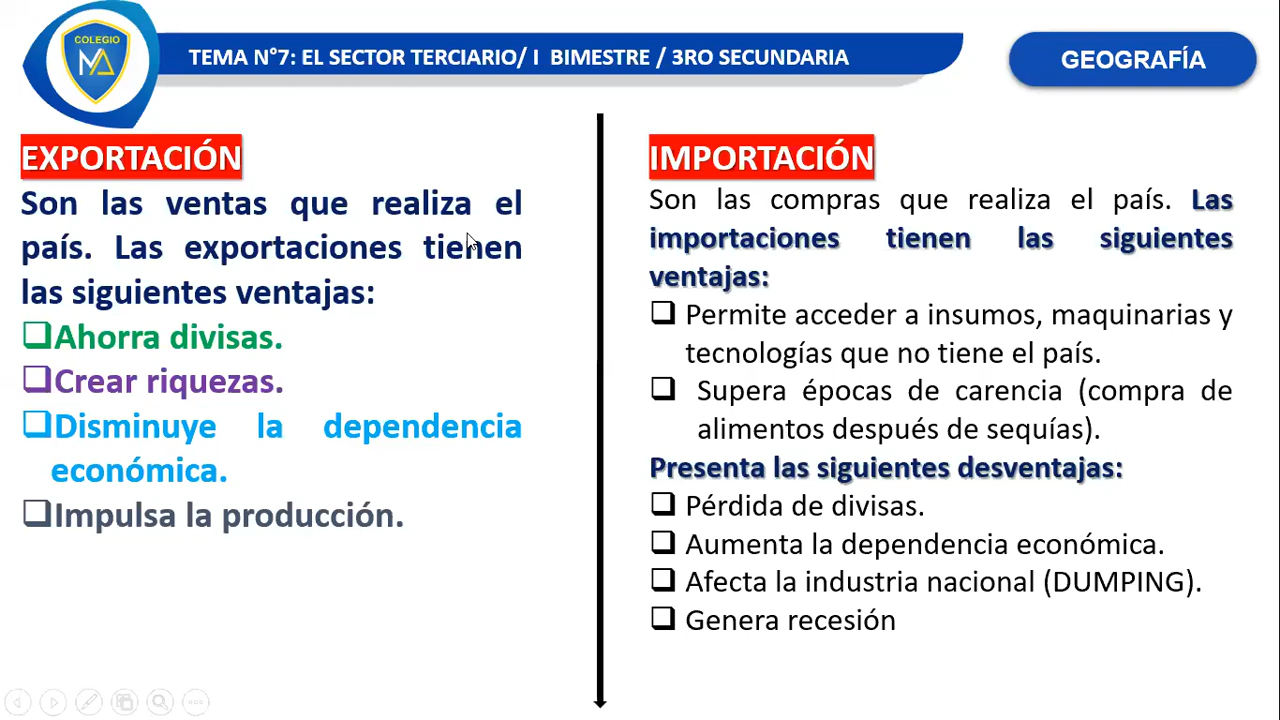 COLEGIO
MA
TEMA N°7: EL SECTOR TERCIARIO/ I BIMESTRE / 3RO SECUNDARIA
GEOGRAFÍA
EXPORTACIÓN
Son las ventas que realiza el
país. Las exportaciones tienen
las siguientes ventajas:
❑Ahorra divisas.
❑Crear riquezas.
❑Disminuye la dependencia
económica.
❑Impulsa la producción.
IMPORTACIÓN
Son las compras que realiza el país. Las
importaciones tienen las siguientes
ventajas:
❑ Permite acceder a insumos, maquinarias y
tecnologías que no tiene el país.
❑ Supera épocas de carencia (compra de
alimentos después de sequías).
Presenta las siguientes desventajas:
❑ Pérdida de divisas.
❑ Aumenta la dependencia económica.
❑ Afecta la industria nacional (DUMPING).
❑ Genera recesión